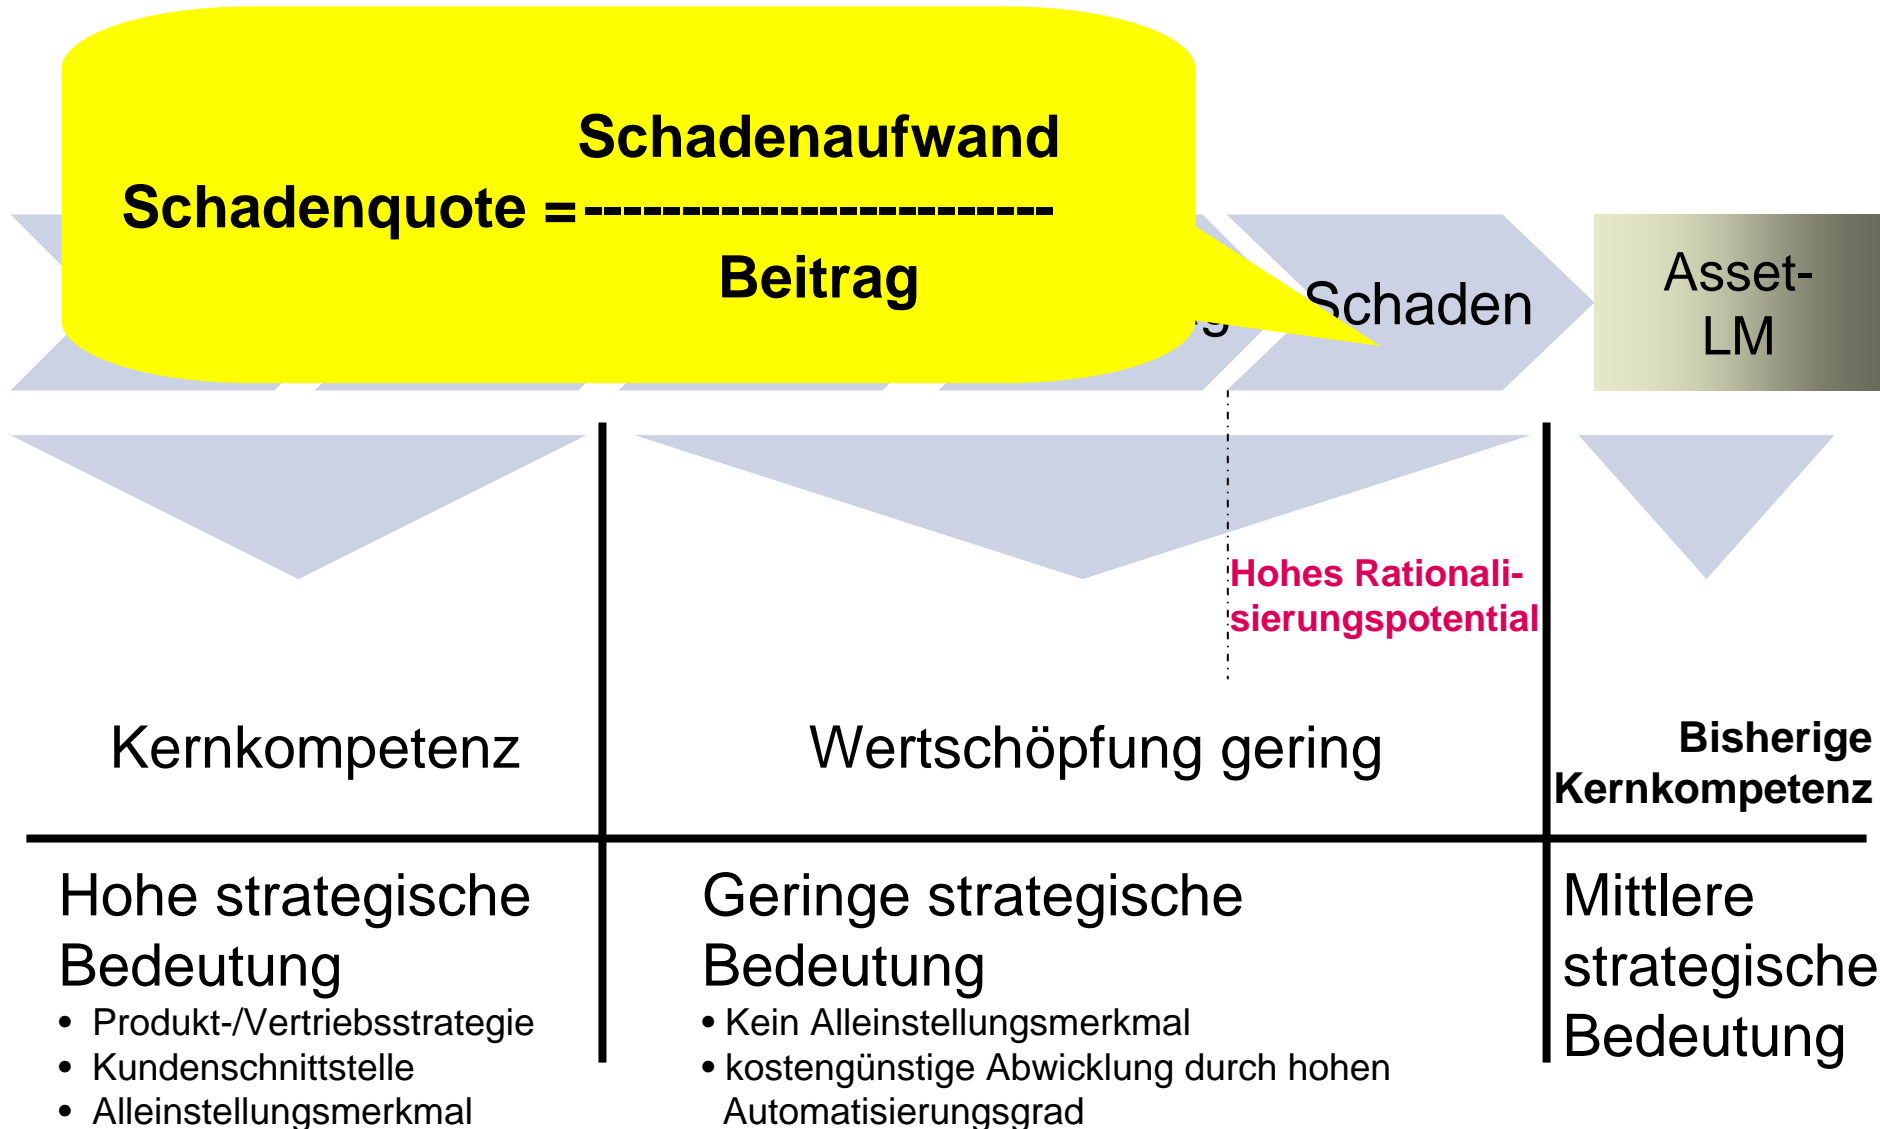 Schadenaufwand
Schadenquote =------------------------
Beitrag
Schaden
Asset-
LM
Hohes Rationali-
sierungspotential
Kernkompetenz
Wertschöpfung gering
Bisherige
Kernkompetenz
Hohe strategische
Bedeutung
• Produkt-/Vertriebsstrategie
• Kundenschnittstelle
• Alleinstellungsmerkmal
Geringe strategische
Bedeutung
• Kein Alleinstellungsmerkmal
• kostengünstige Abwicklung durch hohen
Automatisierungsgrad
Mittlere
strategische
Bedeutung